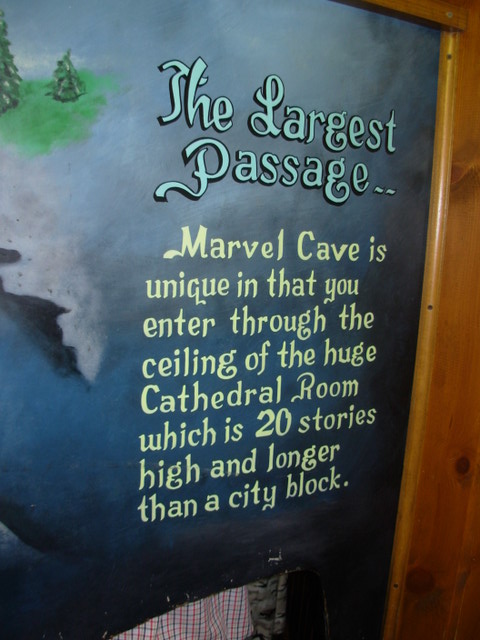 The Largest
Passage...
Marvel Cave is
unique in that you
enter through the
ceiling of the huge
Cathedral Room
which is 20 stories
high and longer
than a city block.